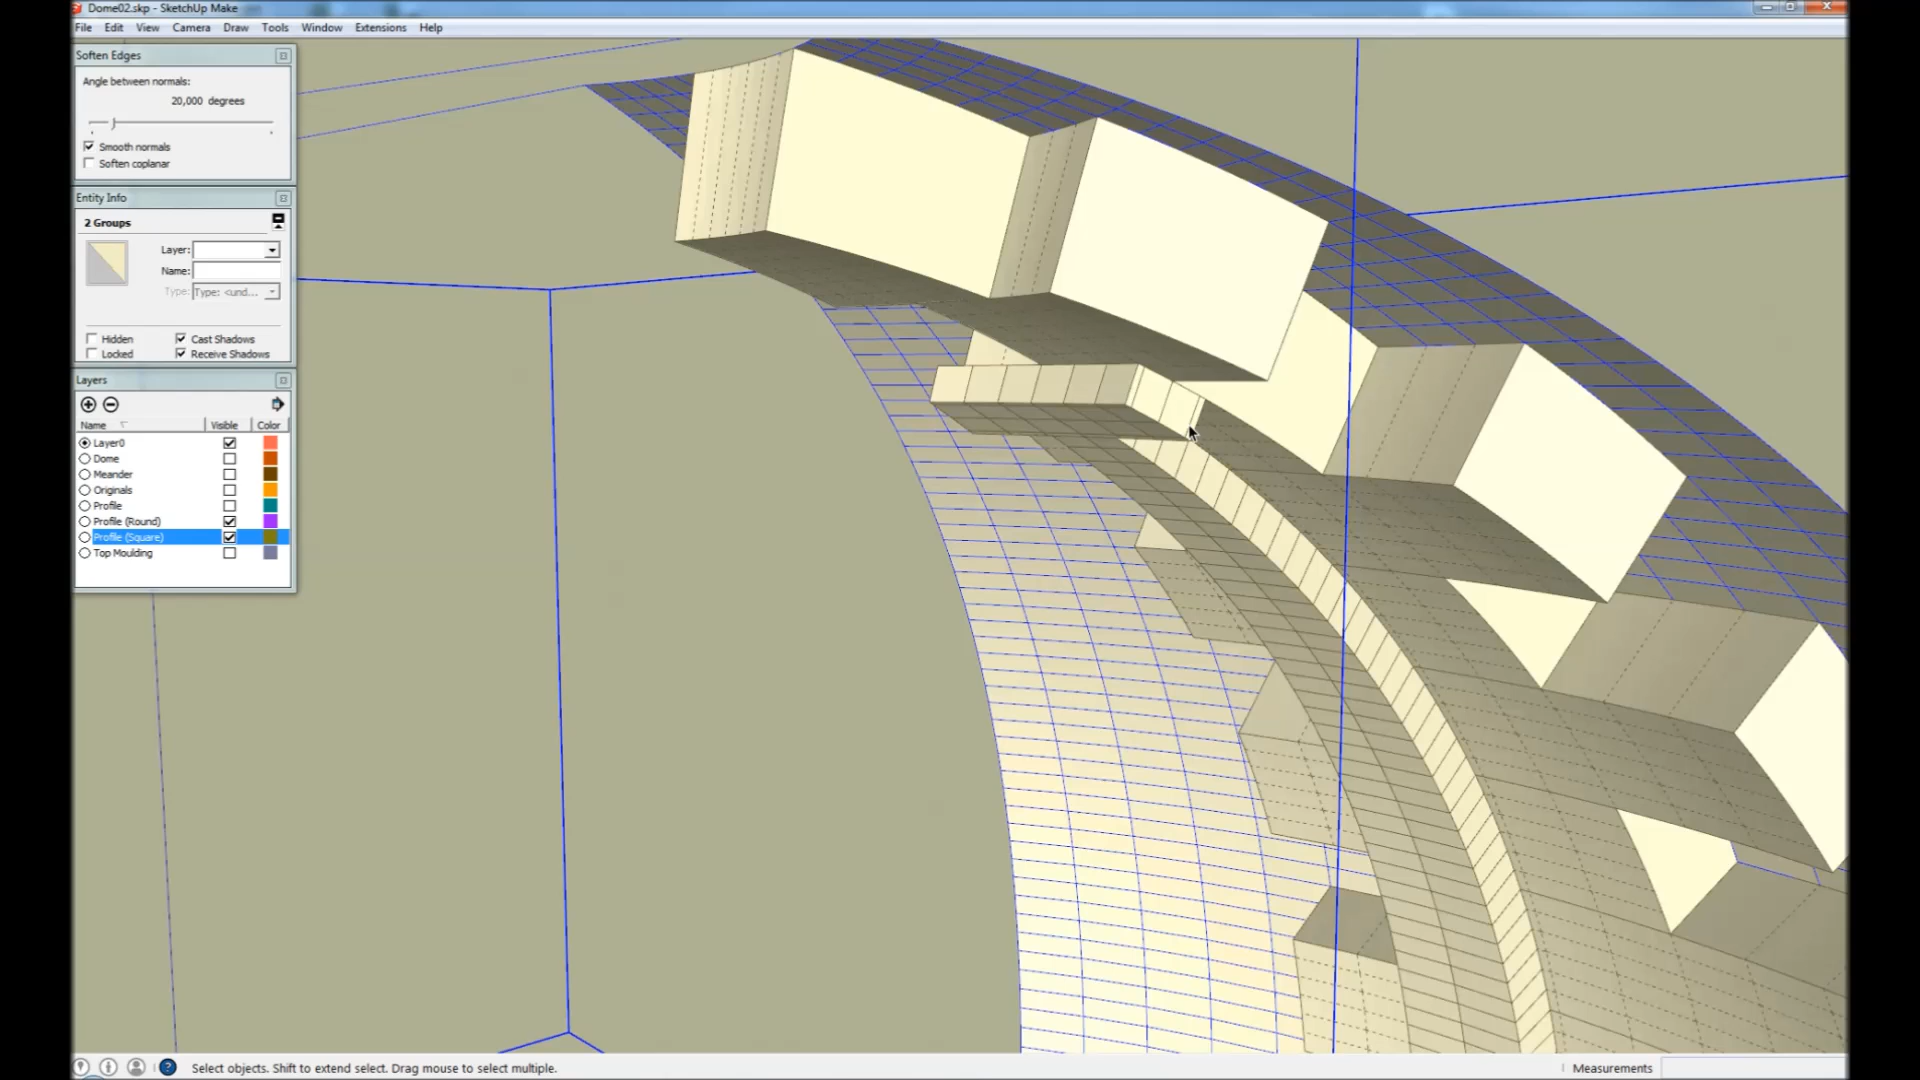 Dome02.skp - SketchUp Make
File Edit View Camera Draw Tools Window Extensions Help
Soften Edges
Angle between normals:
20,000 degrees
Smooth normals
Soften coplanar
Entity Info
2 Groups
Layer:
Name:
Type: Type: <und...
Hidden Cast Shadows
Locked Receive Shadows
Layers
Name Visible Color
Layer0
Dome
Meander
Originals
Profile
Profile (Round)
Profile (Square)
Top Moulding
Select objects. Shift to extend select. Drag mouse to select multiple. Measurements